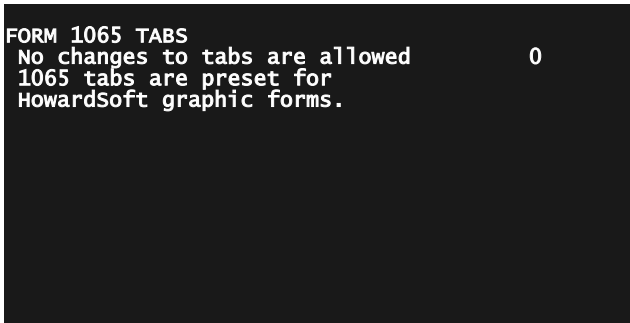 FORM 1065 TABS
No changes to tabs are allowed 0
1065 tabs are preset for
HowardSoft graphic forms.